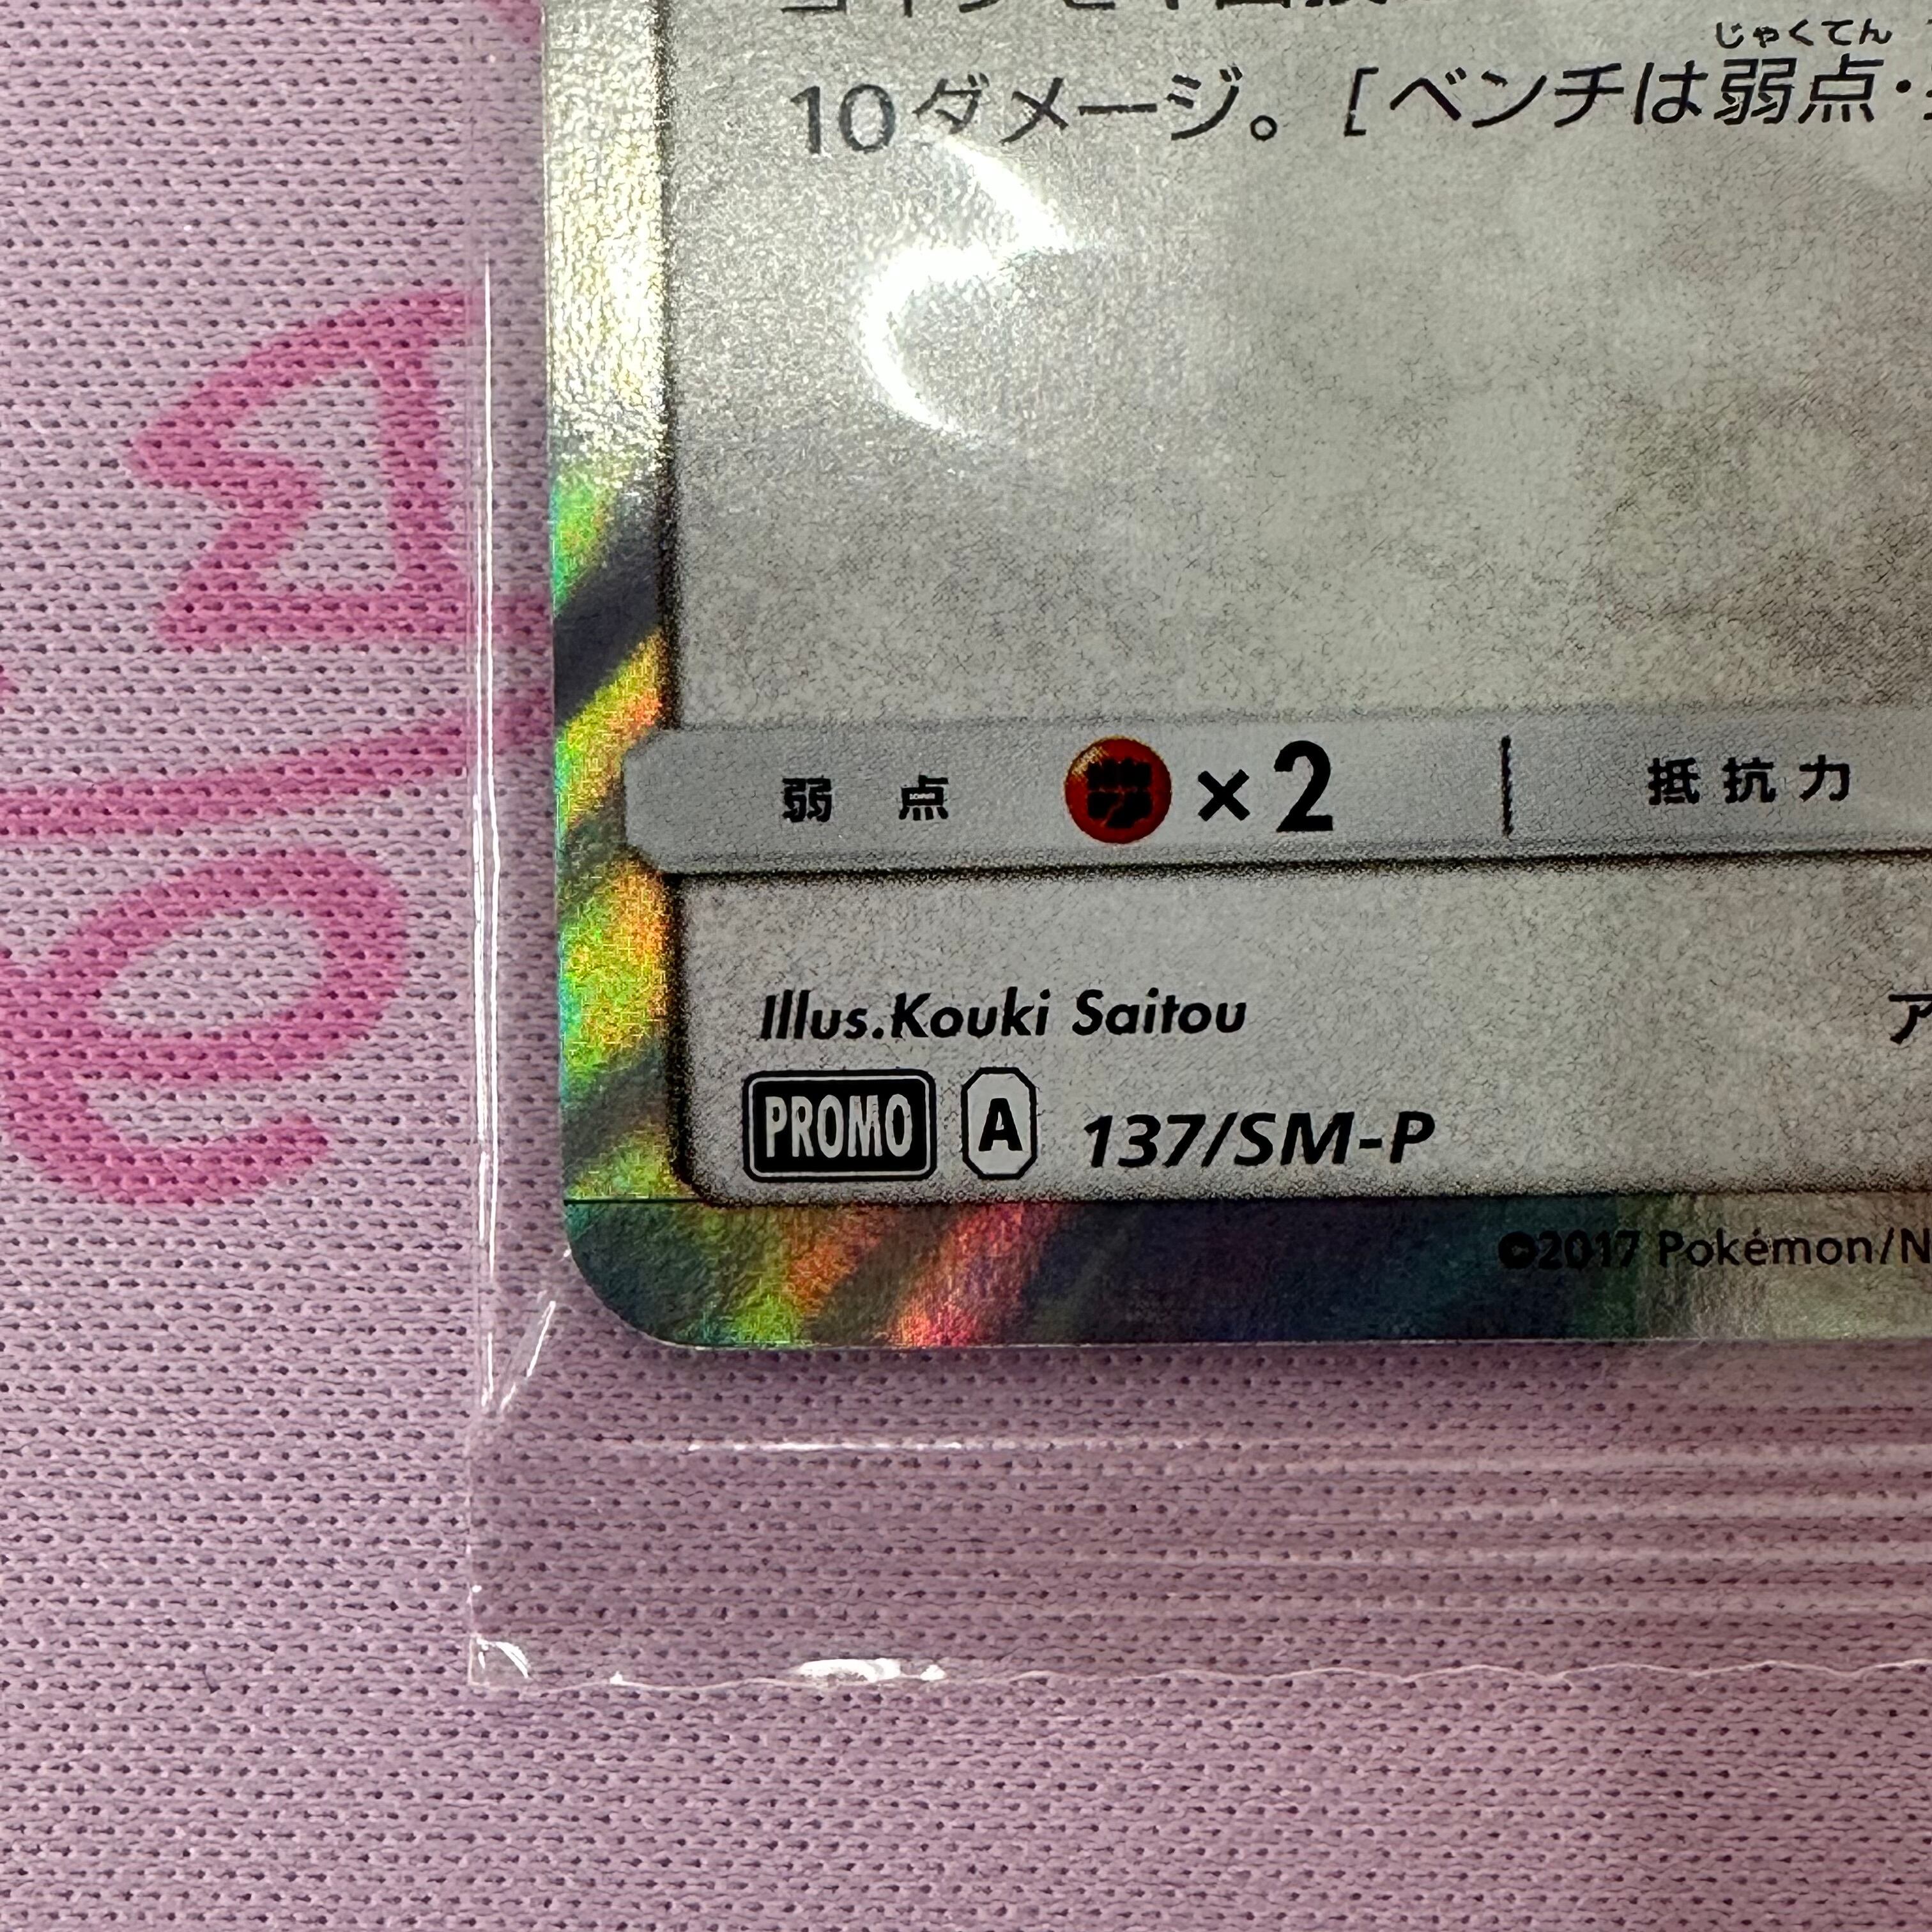 じゃくてん
10ダメージ。[ベンチは弱点・
弱点 ×2 抵抗力
Illus.Kouki Saitou
ア
PROMO A 137/SM-P
©2017 Pokémon/N